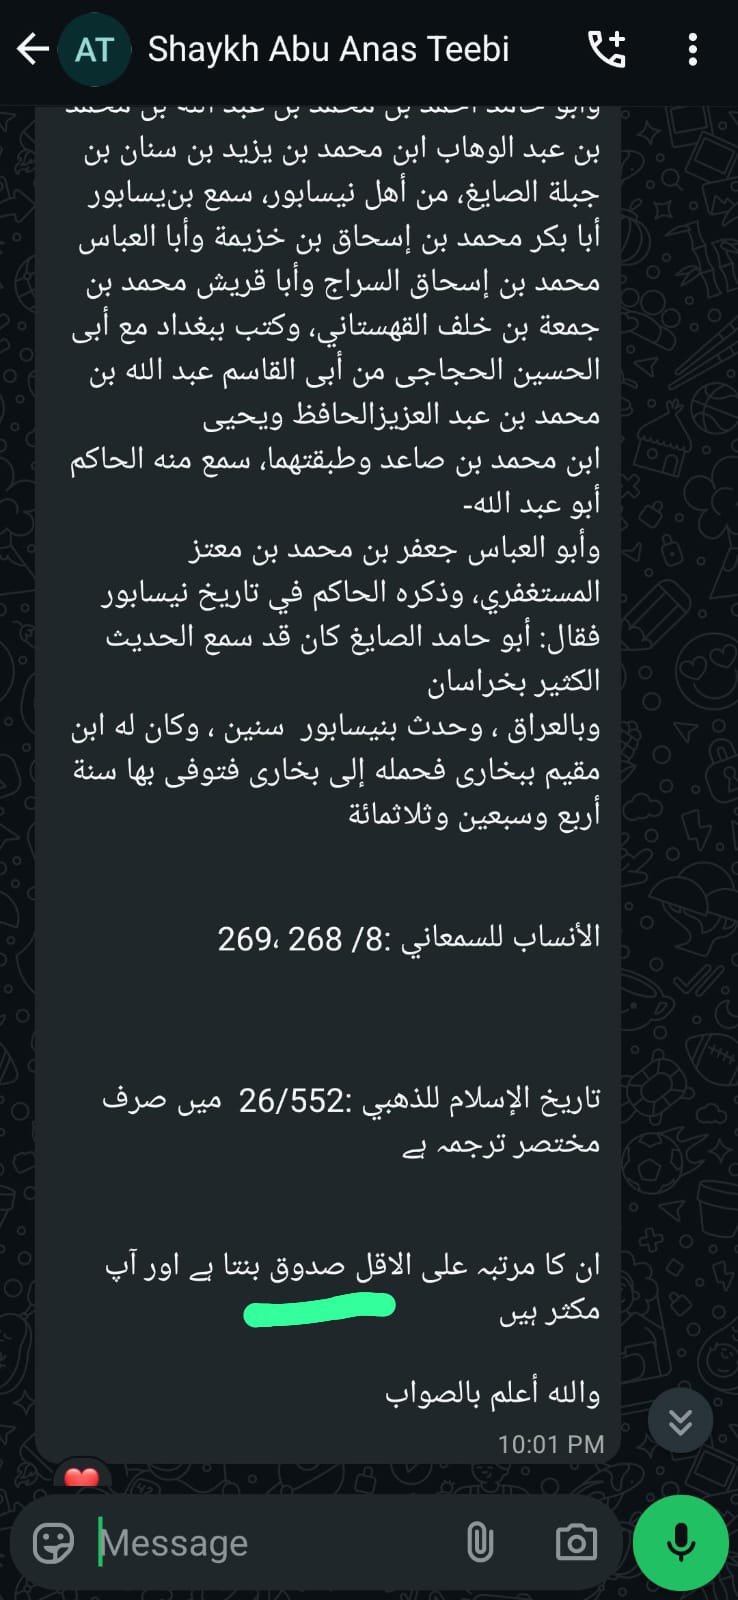 AT Shaykh Abu Anas Teebi
بن عبد الوهاب ابن محمد بن يزيد بن سنان بن
جبلة الصايغ، من أهل نيسابور، سمع بن‌يسابور
أبا بكر محمد بن إسحاق بن خزيمة وأبا العباس
محمد بن إسحاق السراج وأبا قريش محمد بن
جمعة بن خلف القهستاني، وكتب ببغداد مع أبى
الحسين الحجاجى من أبى القاسم عبد الله بن
محمد بن عبد العزيزالحافظ ويحيى
ابن محمد بن صاعد وطبقتهما، سمع منه الحاكم
أبو عبد الله-
وأبو العباس جعفر بن محمد بن معتز
المستغفري، وذكره الحاكم في تاريخ نيسابور
فقال: أبو حامد الصايغ كان قد سمع الحديث
الكثير بخراسان
وبالعراق ، وحدث بنيسابور سنين ، وكان له ابن
مقيم ببخارى فحمله إلى بخارى فتوفى بها سنة
أربع وسبعين وثلاثمائة
الأنساب للسمعاني :8/ 268 ،269
تاريخ الإسلام للذهبي :26/552 میں صرف
مختصر ترجمہ ہے
ان کا مرتبہ على الاقل صدوق بنتا ہے اور آپ
مکثر ہیں
والله أعلم بالصواب
10:01 PM
Message